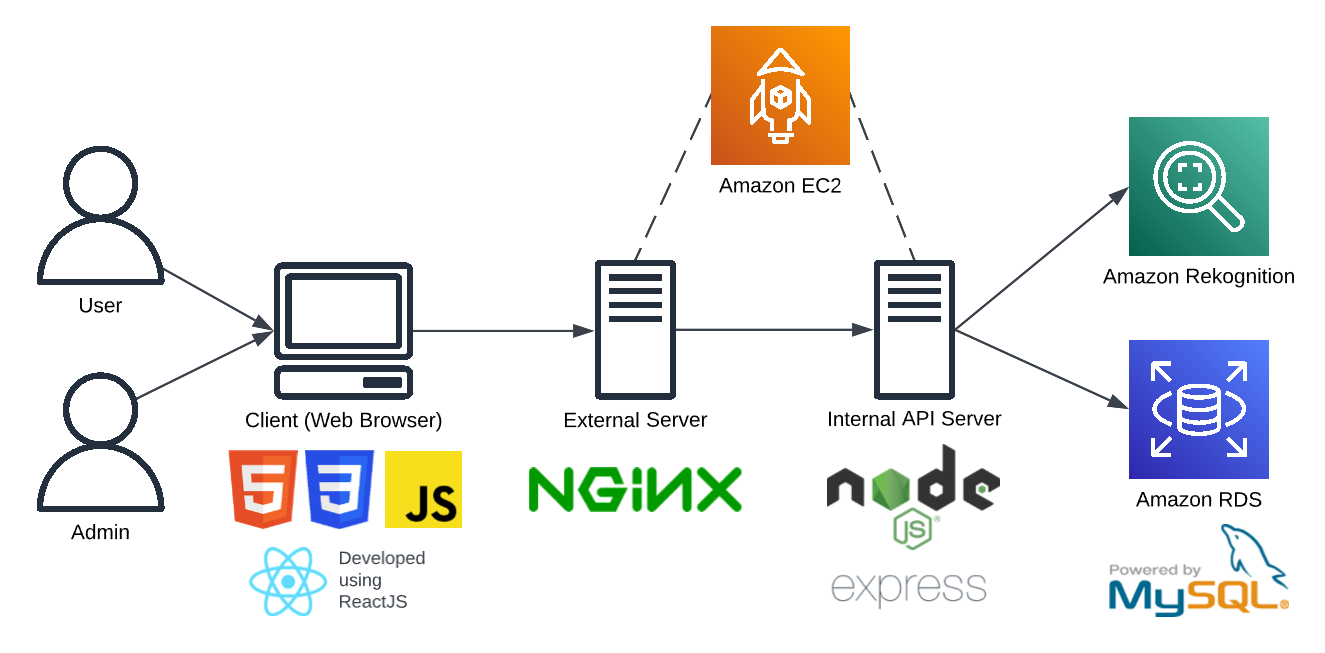 Amazon EC2
User
Amazon Rekognition
Client (Web Browser)
External Server
Internal API Server
Admin
5
3
JS
NGINX
node
JS
®
express
Developed
using
ReactJS
Amazon RDS
Powered by
MySQL®